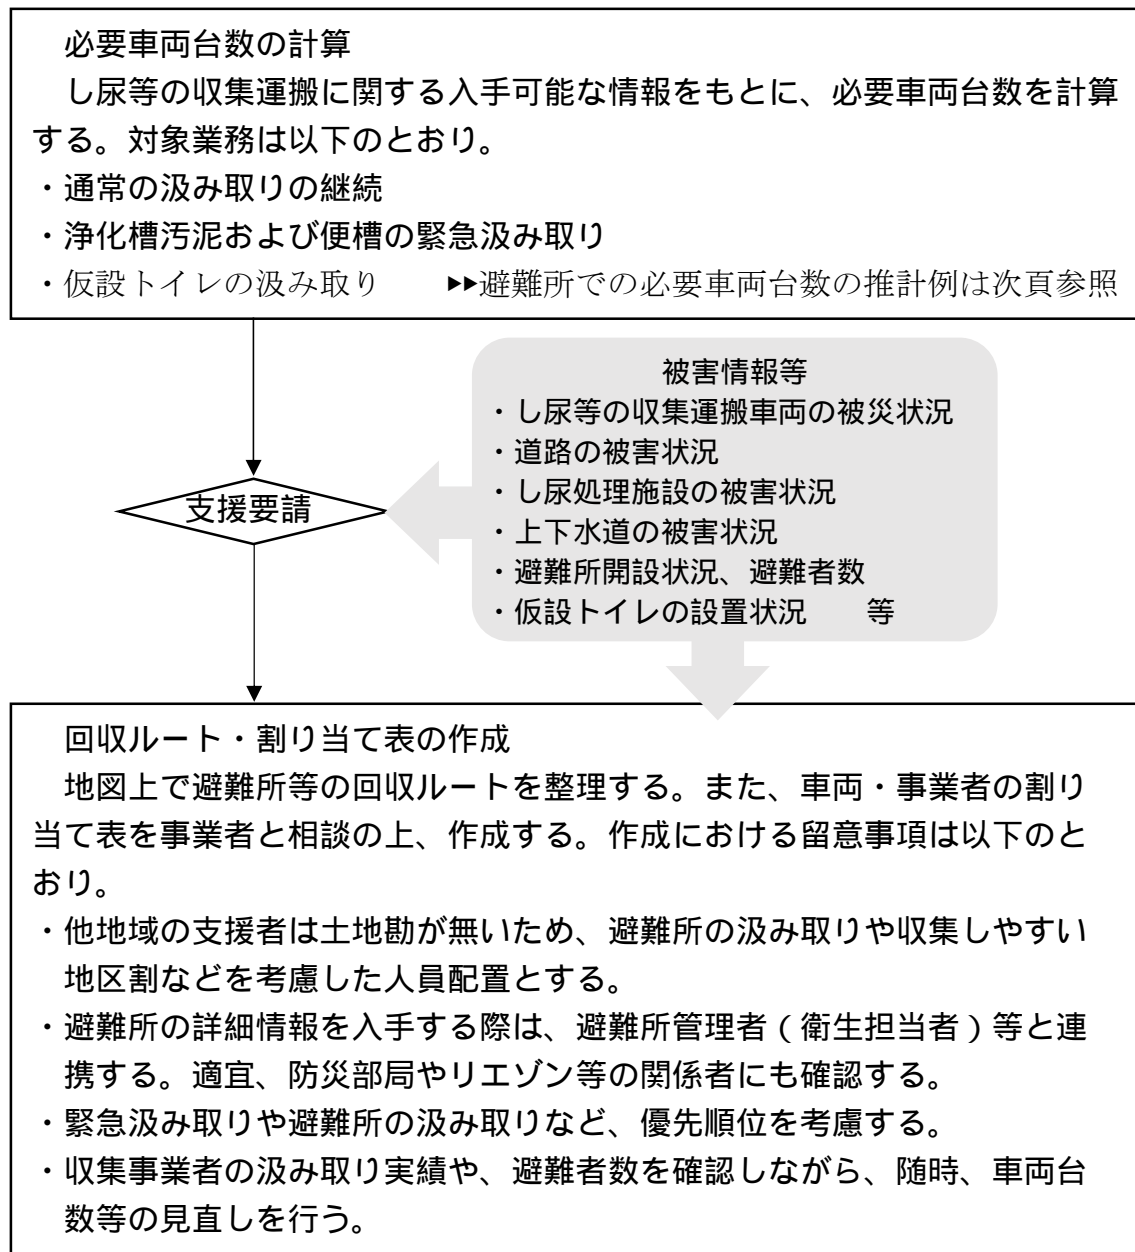 必要車両台数の計算
し尿等の収集運搬に関する入手可能な情報をもとに、必要車両台数を計算
する。対象業務は以下のとおり。
・通常の汲み取りの継続
・浄化槽汚泥および便槽の緊急汲み取り
・仮設トイレの汲み取り　　▶▶避難所での必要車両台数の推計例は次頁参照
被害情報等
・し尿等の収集運搬車両の被災状況
・道路の被害状況
・し尿処理施設の被害状況
・上下水道の被害状況
・避難所開設状況、避難者数
・仮設トイレの設置状況　　等
支援要請
回収ルート・割り当て表の作成
地図上で避難所等の回収ルートを整理する。また、車両・事業者の割り
当て表を事業者と相談の上、作成する。作成における留意事項は以下のと
おり。
・他地域の支援者は土地勘が無いため、避難所の汲み取りや収集しやすい
地区割などを考慮した人員配置とする。
・避難所の詳細情報を入手する際は、避難所管理者（衛生担当者）等と連
携する。適宜、防災部局やリエゾン等の関係者にも確認する。
・緊急汲み取りや避難所の汲み取りなど、優先順位を考慮する。
・収集事業者の汲み取り実績や、避難者数を確認しながら、随時、車両台
数等の見直しを行う。